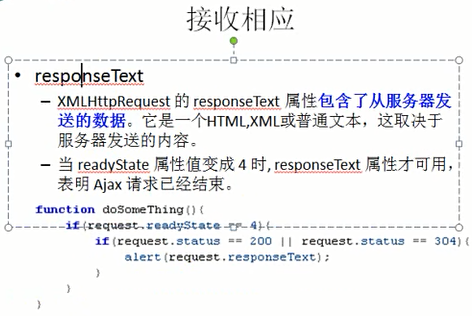 接收相应
• responseText
– XMLHttpRequest 的 responseText 属性包含了从服务器发
送的数据。它是一个HTML,XML或普通文本，这取决于
服务器发送的内容。
– 当 readyState 属性值变成 4 时, responseText 属性才可用，
表明 Ajax 请求已经结束。
function doSomeThing(){
if(request.readyState == 4){
if(request.status == 200 || request.status == 304){
alert(request.responseText);
}
}
}